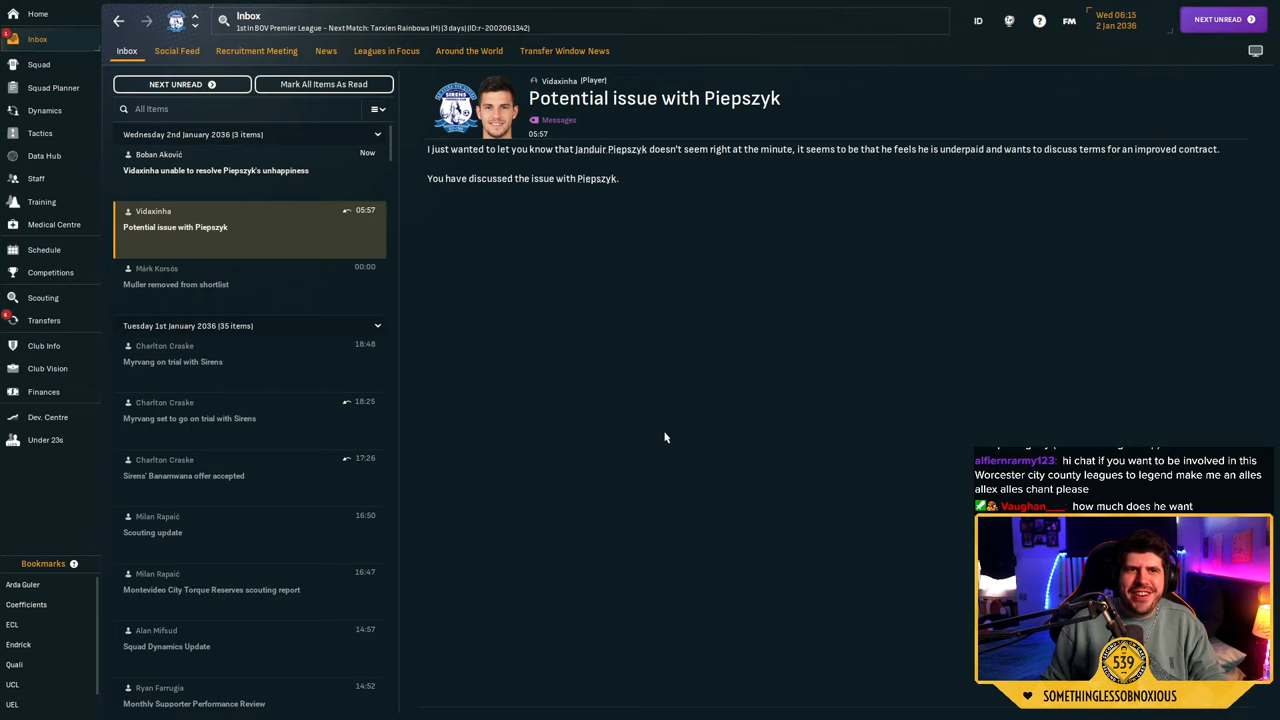 Inbox
1st in BOV Premier League - Next Match: Tarxien Rainbows (H) (3 days) (ID:r-2002061342)
ID
FM
Wed 06:15
2 Jan 2036
NEXT UNREAD
Home
1
Inbox
Squad
Squad Planner
Dynamics
Tactics
Data Hub
Staff
Training
Medical Centre
Schedule
Competitions
Scouting
6
Transfers
Club Info
Club Vision
Finances
Dev. Centre
Under 23s
Bookmarks
Arda Guler
Coefficients
ECL
Endrick
Quali
UCL
UEL
Inbox Social Feed Recruitment Meeting News Leagues in Focus Around the World Transfer Window News
NEXT UNREAD Mark All Items As Read
All Items
Wednesday 2nd January 2036 (3 items)
Boban Aković Now
Vidaxinha unable to resolve Piepszyk's unhappiness
Vidaxinha 05:57
Potential issue with Piepszyk
Márk Korsós 00:00
Muller removed from shortlist
Tuesday 1st January 2036 (35 items)
Charlton Craske 18:48
Myrvang on trial with Sirens
Charlton Craske 18:25
Myrvang set to go on trial with Sirens
Charlton Craske 17:26
Sirens' Banamwana offer accepted
Milan Rapaić 16:50
Scouting update
Milan Rapaić 16:47
Montevideo City Torque Reserves scouting report
Alan Mifsud 14:57
Squad Dynamics Update
Ryan Farrugia 14:52
Monthly Supporter Performance Review
SIRENS
Vidaxinha (Player)
Potential issue with Piepszyk
Messages
05:57
I just wanted to let you know that Janduir Piepszyk doesn't seem right at the minute, it seems to be that he feels he is underpaid and wants to discuss terms for an improved contract.
You have discussed the issue with Piepszyk.
alfiernrarmy123: hi chat if you want to be involved in this
Worcester city county leagues to legend make me an alles
allex alles chant please
Vaughan___: how much does he want
539
SOMETHINGLESSOBNOXIOUS